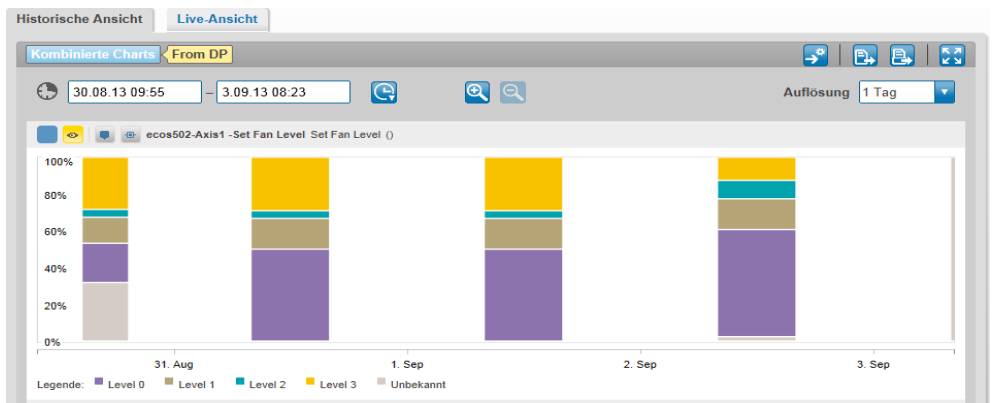 Historische Ansicht Live-Ansicht
Kombinierte Charts From DP
30.08.13 09:55 – 3.09.13 08:23 Auflösung 1 Tag
ecos502-Axis1 -Set Fan Level Set Fan Level ()
100%
80%
60%
40%
20%
0%
31. Aug 1. Sep 2. Sep 3. Sep
Legende: Level 0 Level 1 Level 2 Level 3 Unbekannt